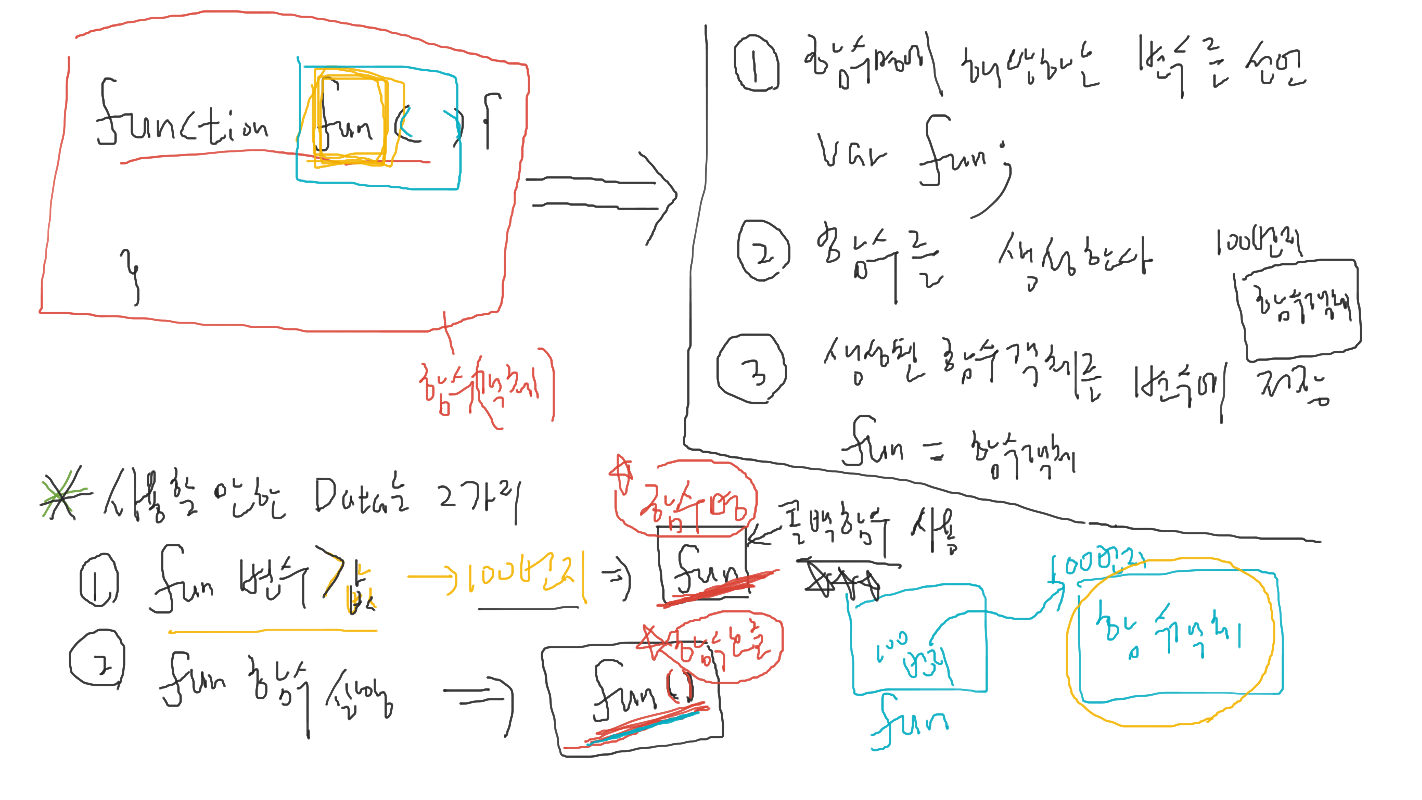 function fun ( ) {
}
함수(객체)
① 함수명에 해당하는 변수를 선언
var fun;
② 함수를 생성한다
100번지
함수객체
③ 생성된 함수객체를 변수에 저장
fun = 함수객체
사용할 Data는 2가지
① fun 변수 값 → 100번지 ⇒ fun
함수명
콜백함수 사용
② fun 함수 실행 ⇒ fun ()
함수호출
100번지
fun
100번지
함수객체